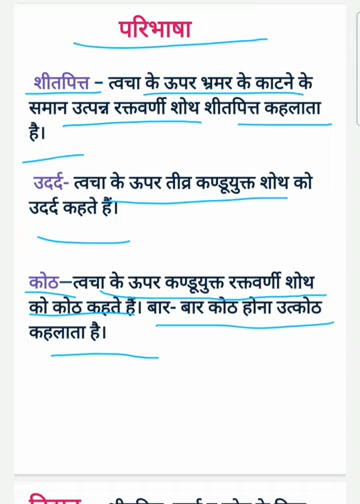 परिभाषा
शीतपित्त – त्वचा के ऊपर भ्रमर के काटने के
समान उत्पन्न रक्तवर्णी शोथ शीतपित्त कहलाता
है।
उदर्द- त्वचा के ऊपर तीव्र कण्डूयुक्त शोथ को
उदर्द कहते हैं।
कोठ–त्वचा के ऊपर कण्डूयुक्त रक्तवर्णी शोथ
को कोठ कहते हैं। बार- बार कोठ होना उत्कोठ
कहलाता है।